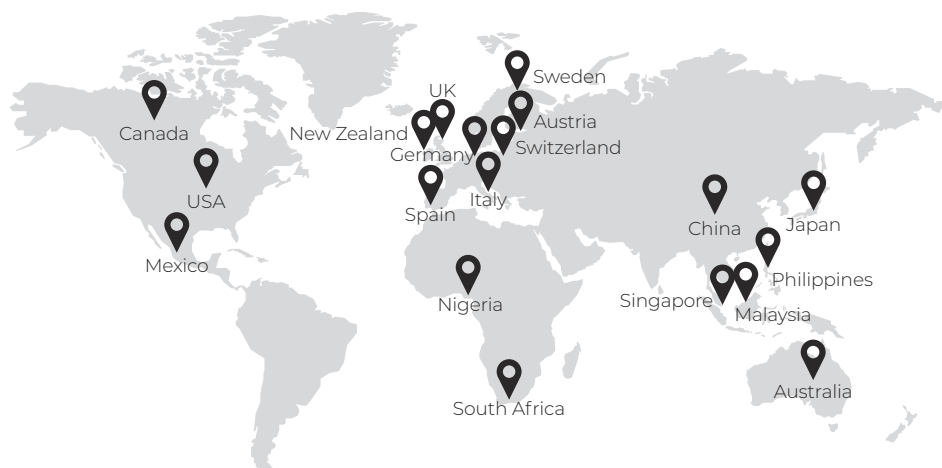 Sweden
UK
Canada
New Zealand
Austria
Germany
Switzerland
USA
Italy
Spain
China
Japan
Mexico
Philippines
Nigeria
Singapore
Malaysia
Australia
South Africa